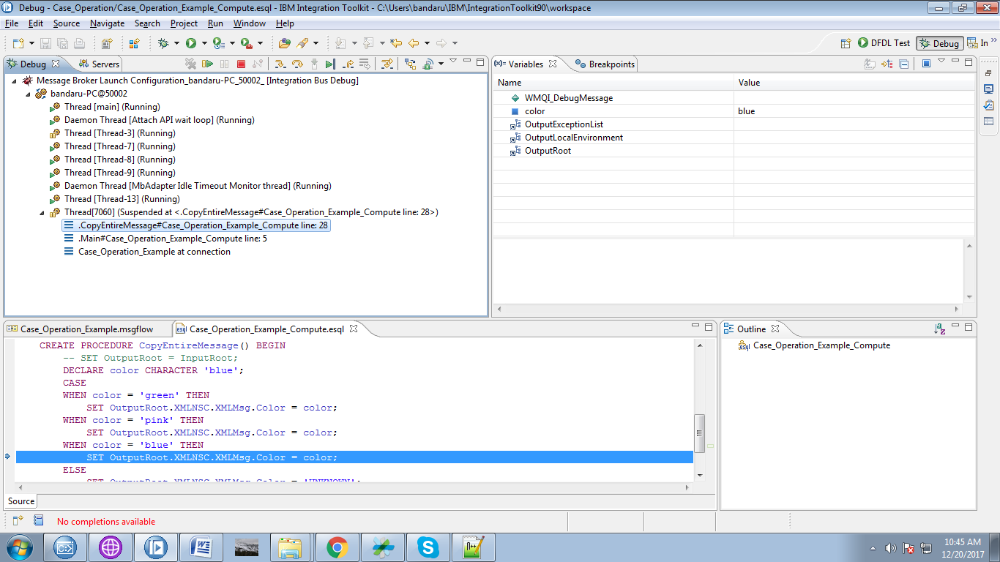 Debug - Case_Operation/Case_Operation_Example_Compute.esql - IBM Integration Toolkit - C:\Users\bandaru\IBM\IntegrationToolkit90\workspace
File Edit Source Navigate Search Project Run Window Help
DFDL Test Debug In »
Debug Servers
Message Broker Launch Configuration_bandaru-PC_50002_ [Integration Bus Debug]
bandaru-PC@50002
Thread [main] (Running)
Daemon Thread [Attach API wait loop] (Running)
Thread [Thread-3] (Running)
Thread [Thread-7] (Running)
Thread [Thread-8] (Running)
Thread [Thread-9] (Running)
Daemon Thread [MbAdapter Idle Timeout Monitor thread] (Running)
Thread [Thread-13] (Running)
Thread[7060] (Suspended at <.CopyEntireMessage#Case_Operation_Example_Compute line: 28>)
.CopyEntireMessage#Case_Operation_Example_Compute line: 28
.Main#Case_Operation_Example_Compute line: 5
Case_Operation_Example at connection
(x)= Variables Breakpoints
Name Value
WMQI_DebugMessage
color blue
OutputExceptionList
OutputLocalEnvironment
OutputRoot
Case_Operation_Example.msgflow esql Case_Operation_Example_Compute.esql
CREATE PROCEDURE CopyEntireMessage() BEGIN
-- SET OutputRoot = InputRoot;
DECLARE color CHARACTER 'blue';
CASE
WHEN color = 'green' THEN
SET OutputRoot.XMLNSC.XMLMsg.Color = color;
WHEN color = 'pink' THEN
SET OutputRoot.XMLNSC.XMLMsg.Color = color;
WHEN color = 'blue' THEN
SET OutputRoot.XMLNSC.XMLMsg.Color = color;
ELSE
SET OutputRoot.XMLNSC.XMLMsg.Color = 'UNKNOWN';
Source
Outline
esql Case_Operation_Example_Compute
No completions available
10:45 AM
12/20/2017